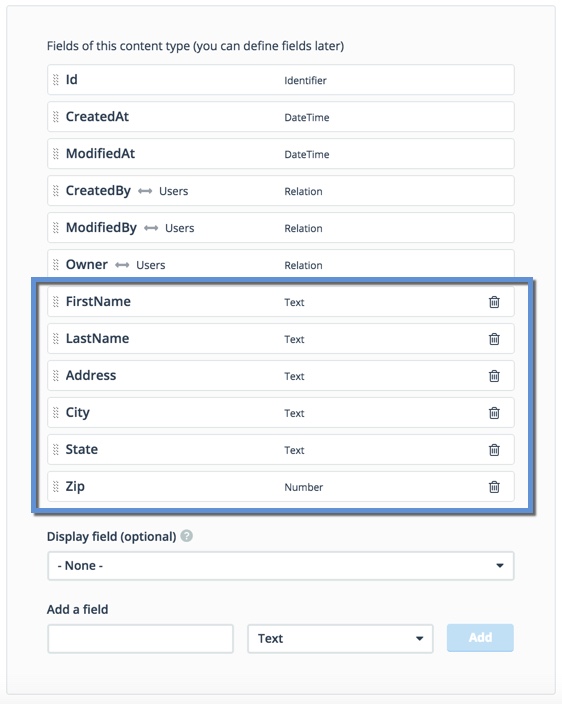 Fields of this content type (you can define fields later)
Id Identifier
CreatedAt DateTime
ModifiedAt DateTime
CreatedBy Users Relation
ModifiedBy Users Relation
Owner Users Relation
FirstName Text
LastName Text
Address Text
City Text
State Text
Zip Number
Display field (optional) ?
- None -
Add a field
Text Add